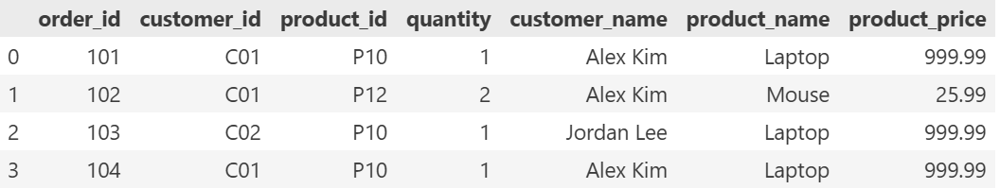 order_id customer_id product_id quantity customer_name product_name product_price
0 101 C01 P10 1 Alex Kim Laptop 999.99
1 102 C01 P12 2 Alex Kim Mouse 25.99
2 103 C02 P10 1 Jordan Lee Laptop 999.99
3 104 C01 P10 1 Alex Kim Laptop 999.99